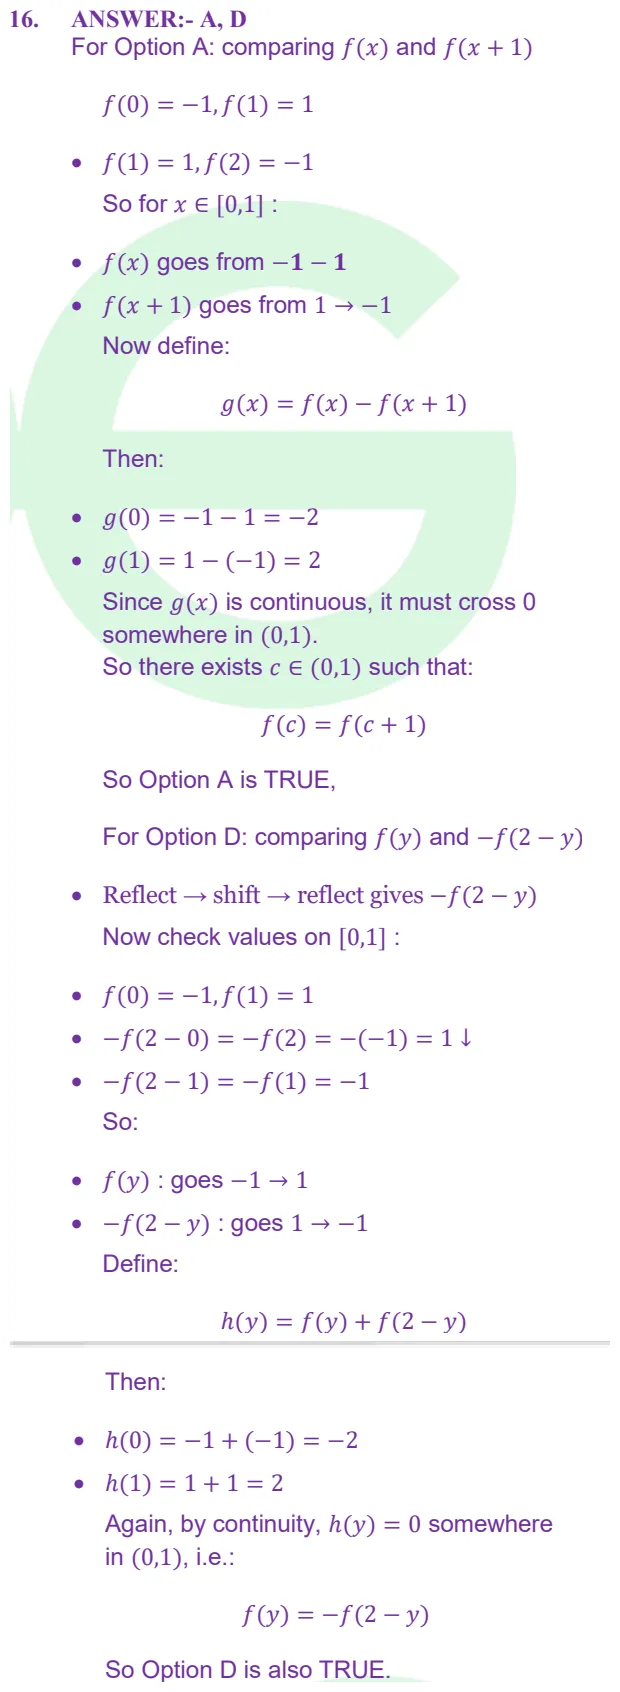 16. ANSWER:- A, D
For Option A: comparing f(x) and f(x + 1)
f(0) = −1, f(1) = 1
• f(1) = 1, f(2) = −1
So for x ∈ [0,1] :
• f(x) goes from −1 − 1
• f(x + 1) goes from 1 → −1
Now define:
g(x) = f(x) − f(x + 1)
Then:
• g(0) = −1 − 1 = −2
• g(1) = 1 − (−1) = 2
Since g(x) is continuous, it must cross 0
somewhere in (0,1).
So there exists c ∈ (0,1) such that:
f(c) = f(c + 1)
So Option A is TRUE,
For Option D: comparing f(y) and −f(2 − y)
• Reflect → shift → reflect gives −f(2 − y)
Now check values on [0,1] :
• f(0) = −1, f(1) = 1
• −f(2 − 0) = −f(2) = −(−1) = 1 ↓
• −f(2 − 1) = −f(1) = −1
So:
• f(y) : goes −1 → 1
• −f(2 − y) : goes 1 → −1
Define:
h(y) = f(y) + f(2 − y)
Then:
• h(0) = −1 + (−1) = −2
• h(1) = 1 + 1 = 2
Again, by continuity, h(y) = 0 somewhere
in (0,1), i.e.:
f(y) = −f(2 − y)
So Option D is also TRUE.